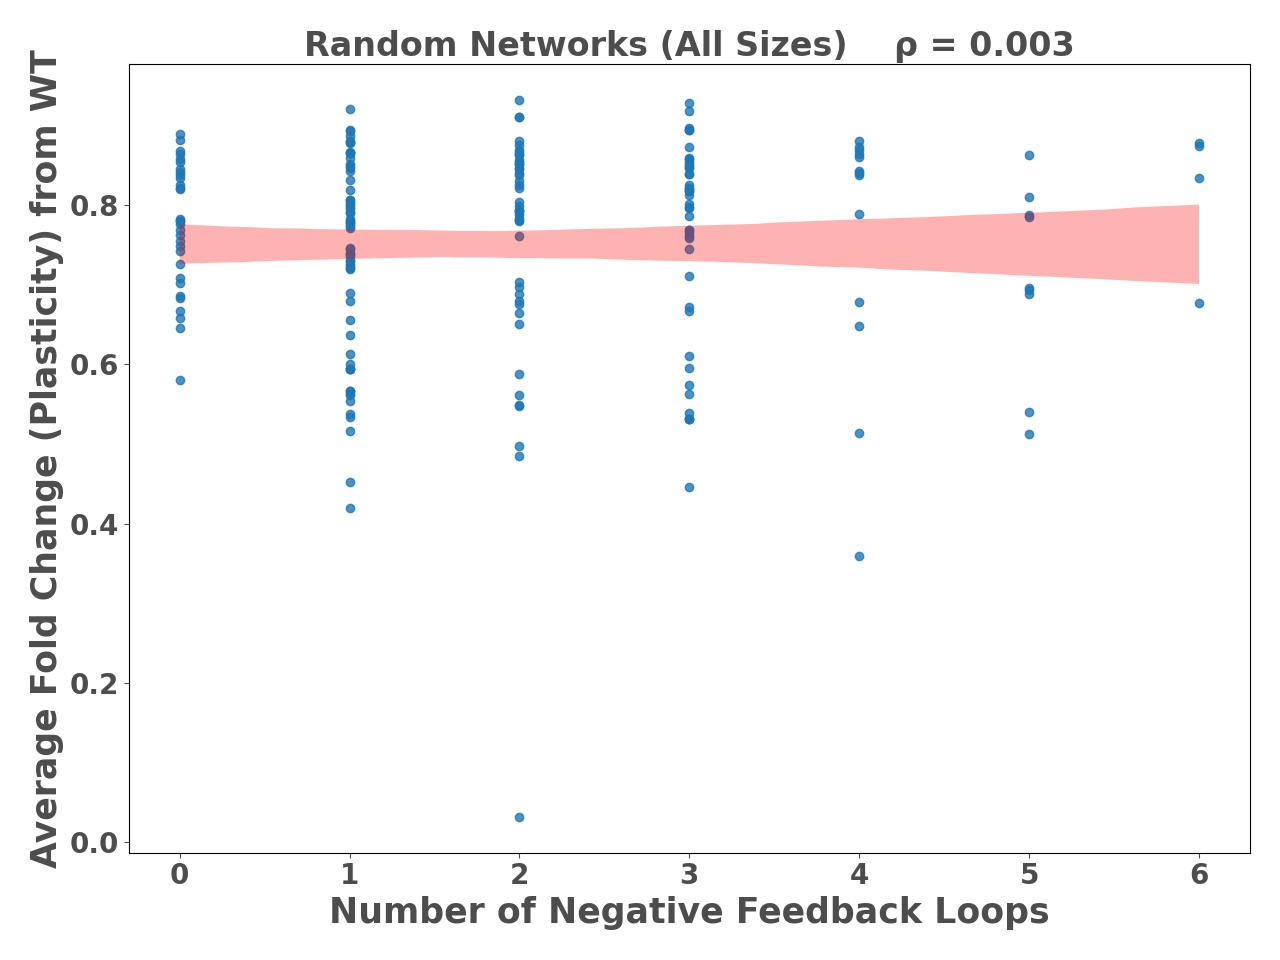 Random Networks (All Sizes)    ρ = 0.003
Average Fold Change (Plasticity) from WT
0.8
0.6
0.4
0.2
0.0
0 1 2 3 4 5 6
Number of Negative Feedback Loops